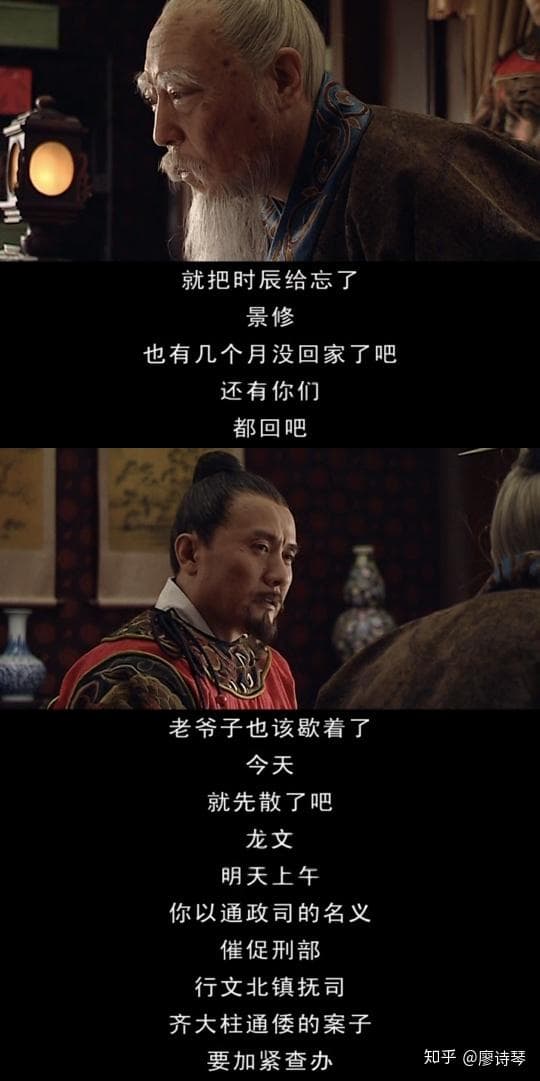 就把时辰给忘了
景修
也有几个月没回家了吧
还有你们
都回吧
老爷子也该歇着了
今天
就先散了吧
龙文
明天上午
你以通政司的名义
催促刑部
行文北镇抚司
齐大柱通倭的案子
要加紧查办
知乎 @廖诗琴